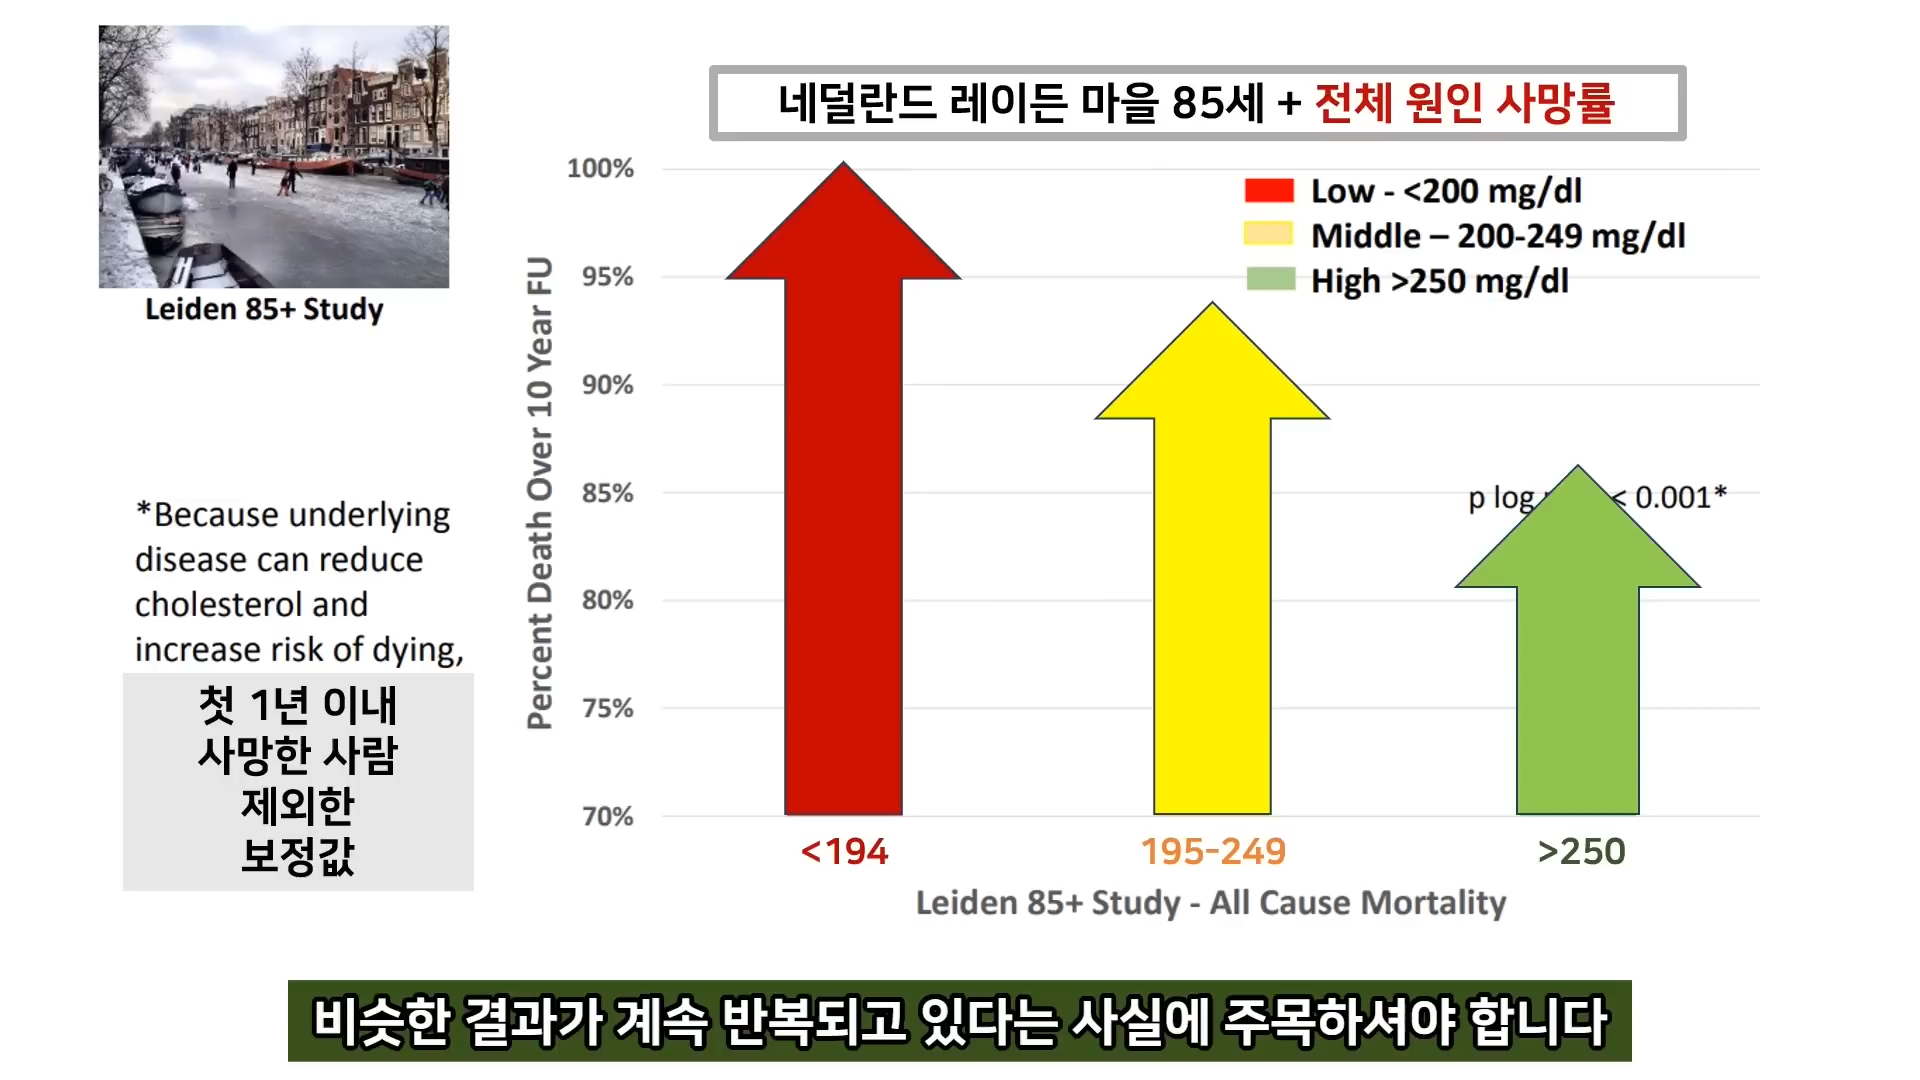 네덜란드 레이든 마을 85세 + 전체 원인 사망률
Leiden 85+ Study
*Because underlying
disease can reduce
cholesterol and
increase risk of dying,
첫 1년 이내
사망한 사람
제외한
보정값
Percent Death Over 10 Year FU
100%
95%
90%
85%
80%
75%
70%
Low - <200 mg/dl
Middle – 200-249 mg/dl
High >250 mg/dl
p log < 0.001*
<194
195-249
>250
Leiden 85+ Study - All Cause Mortality
비슷한 결과가 계속 반복되고 있다는 사실에 주목하셔야 합니다